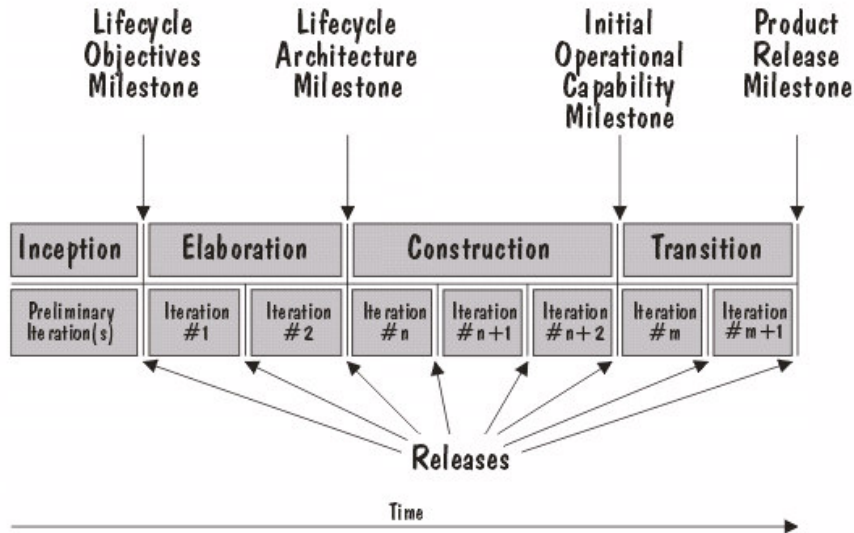 Lifecycle
Objectives
Milestone
Lifecycle
Architecture
Milestone
Initial
Operational
Capability
Milestone
Product
Release
Milestone
Inception
Elaboration
Construction
Transition
Preliminary
Iteration(s)
Iteration
#1
Iteration
#2
Iteration
#n
Iteration
#n+1
Iteration
#n+2
Iteration
#m
Iteration
#m+1
Releases
Time